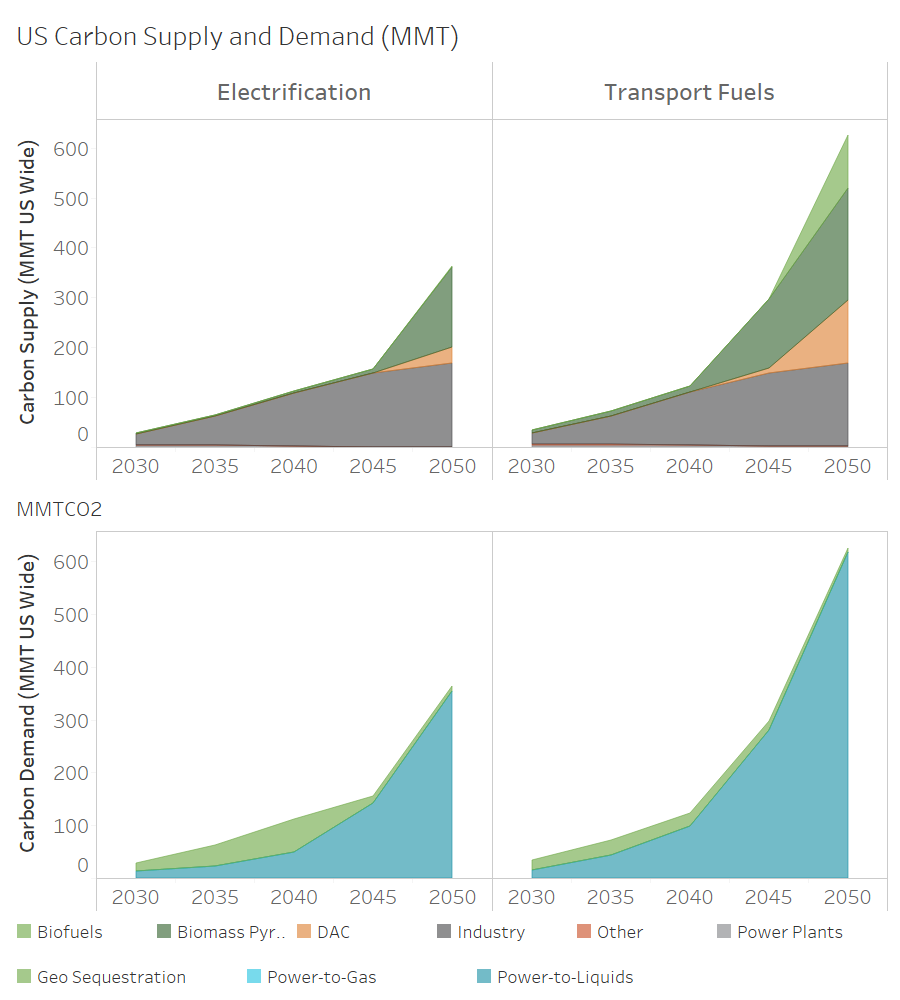 US Carbon Supply and Demand (MMT)
Electrification
Transport Fuels
Carbon Supply (MMT US Wide)
600
500
400
300
200
100
0
2030 2035 2040 2045 2050 2030 2035 2040 2045 2050
MMTCO2
Carbon Demand (MMT US Wide)
600
500
400
300
200
100
0
2030 2035 2040 2045 2050 2030 2035 2040 2045 2050
Biofuels Biomass Pyr.. DAC Industry Other Power Plants
Geo Sequestration Power-to-Gas Power-to-Liquids